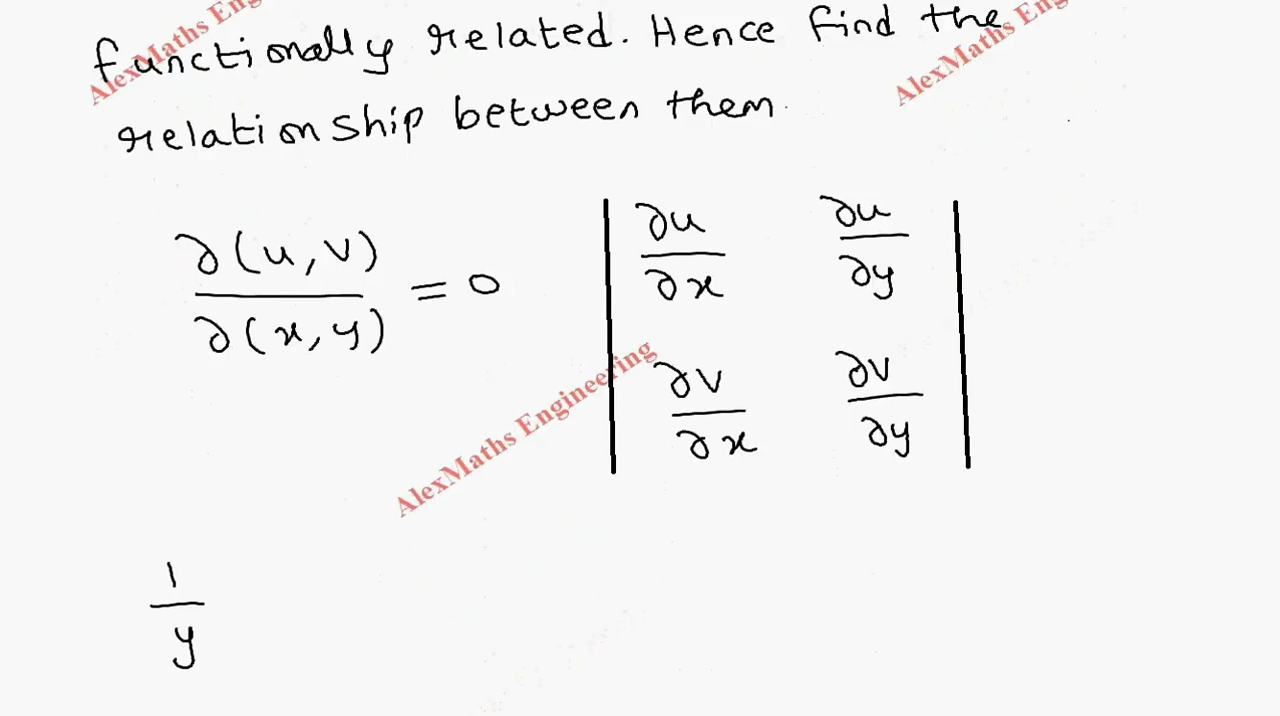 functionally related. Hence find the
relationship between them.
∂(u,v)/∂(x,y) = 0 | ∂u/∂x ∂u/∂y |
| ∂v/∂x ∂v/∂y |
1/y
AlexMaths Eng
AlexMaths Eng
AlexMaths Engineering